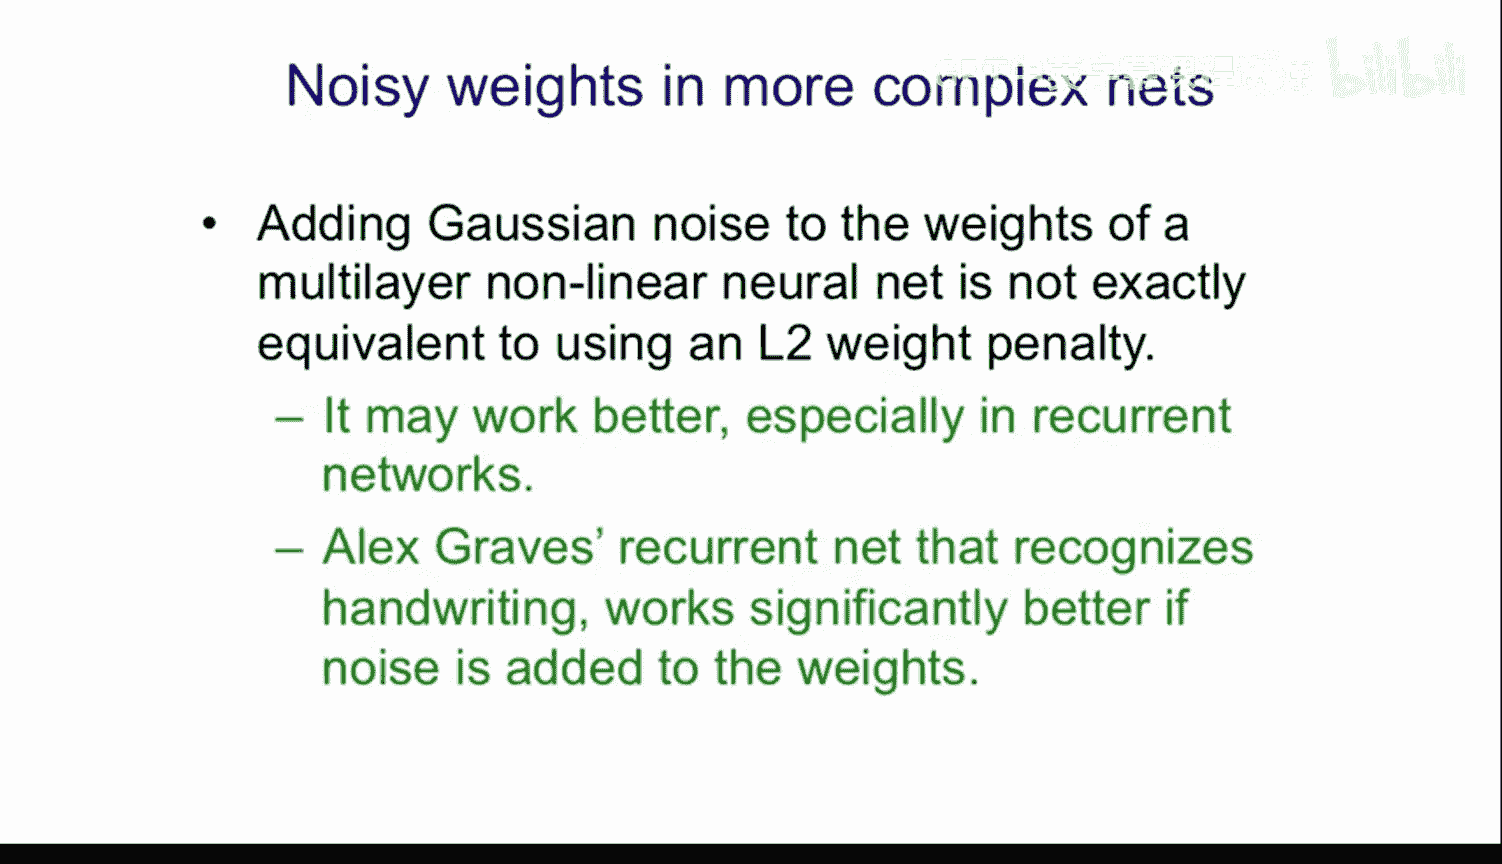 Noisy weights in more complex nets
bilibili
• Adding Gaussian noise to the weights of a
multilayer non-linear neural net is not exactly
equivalent to using an L2 weight penalty.
– It may work better, especially in recurrent
networks.
– Alex Graves’ recurrent net that recognizes
handwriting, works significantly better if
noise is added to the weights.